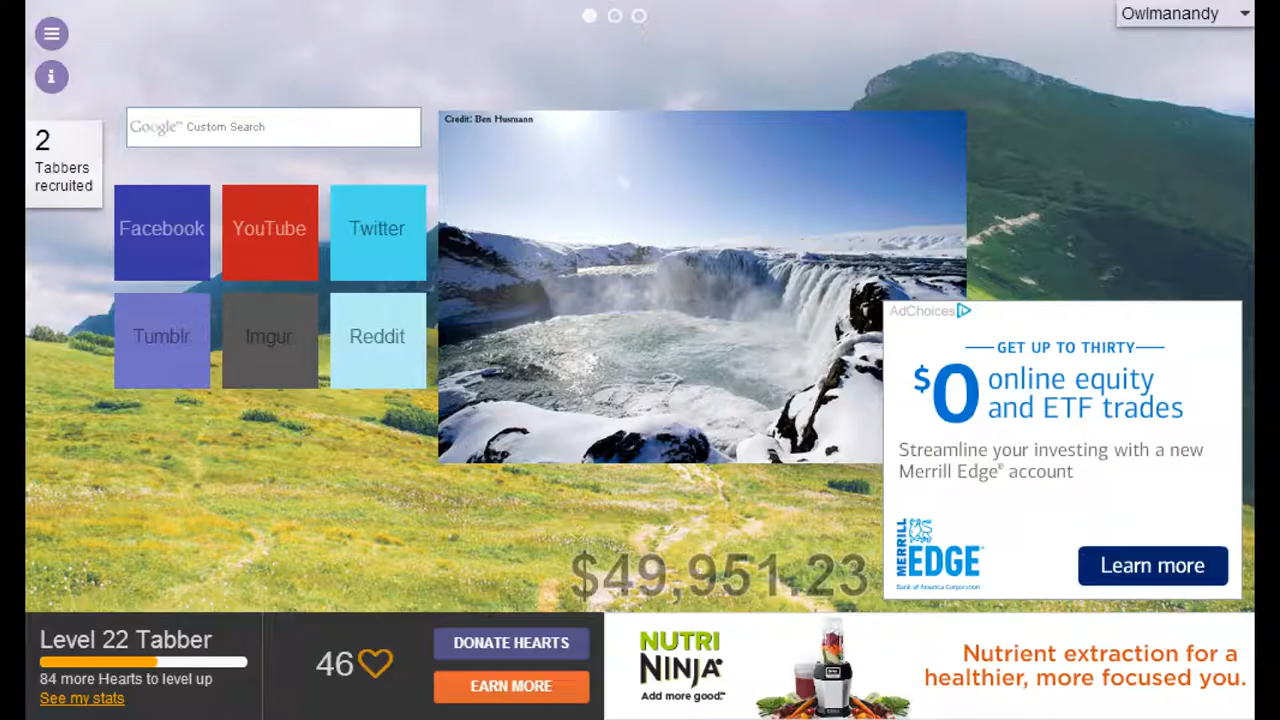 Owlmanandy
2
Tabbers
recruited
Google™ Custom Search
Credit: Ben Husmann
Facebook
YouTube
Twitter
Tumblr
Imgur
Reddit
AdChoices
GET UP TO THIRTY
$0 online equity
and ETF trades
Streamline your investing with a new
Merrill Edge® account
MERRILL
EDGE®
Bank of America Corporation
Learn more
$49,951.23
Level 22 Tabber
84 more Hearts to level up
See my stats
46
DONATE HEARTS
EARN MORE
NUTRI
NINJA®
Add more good.™
Nutrient extraction for a
healthier, more focused you.